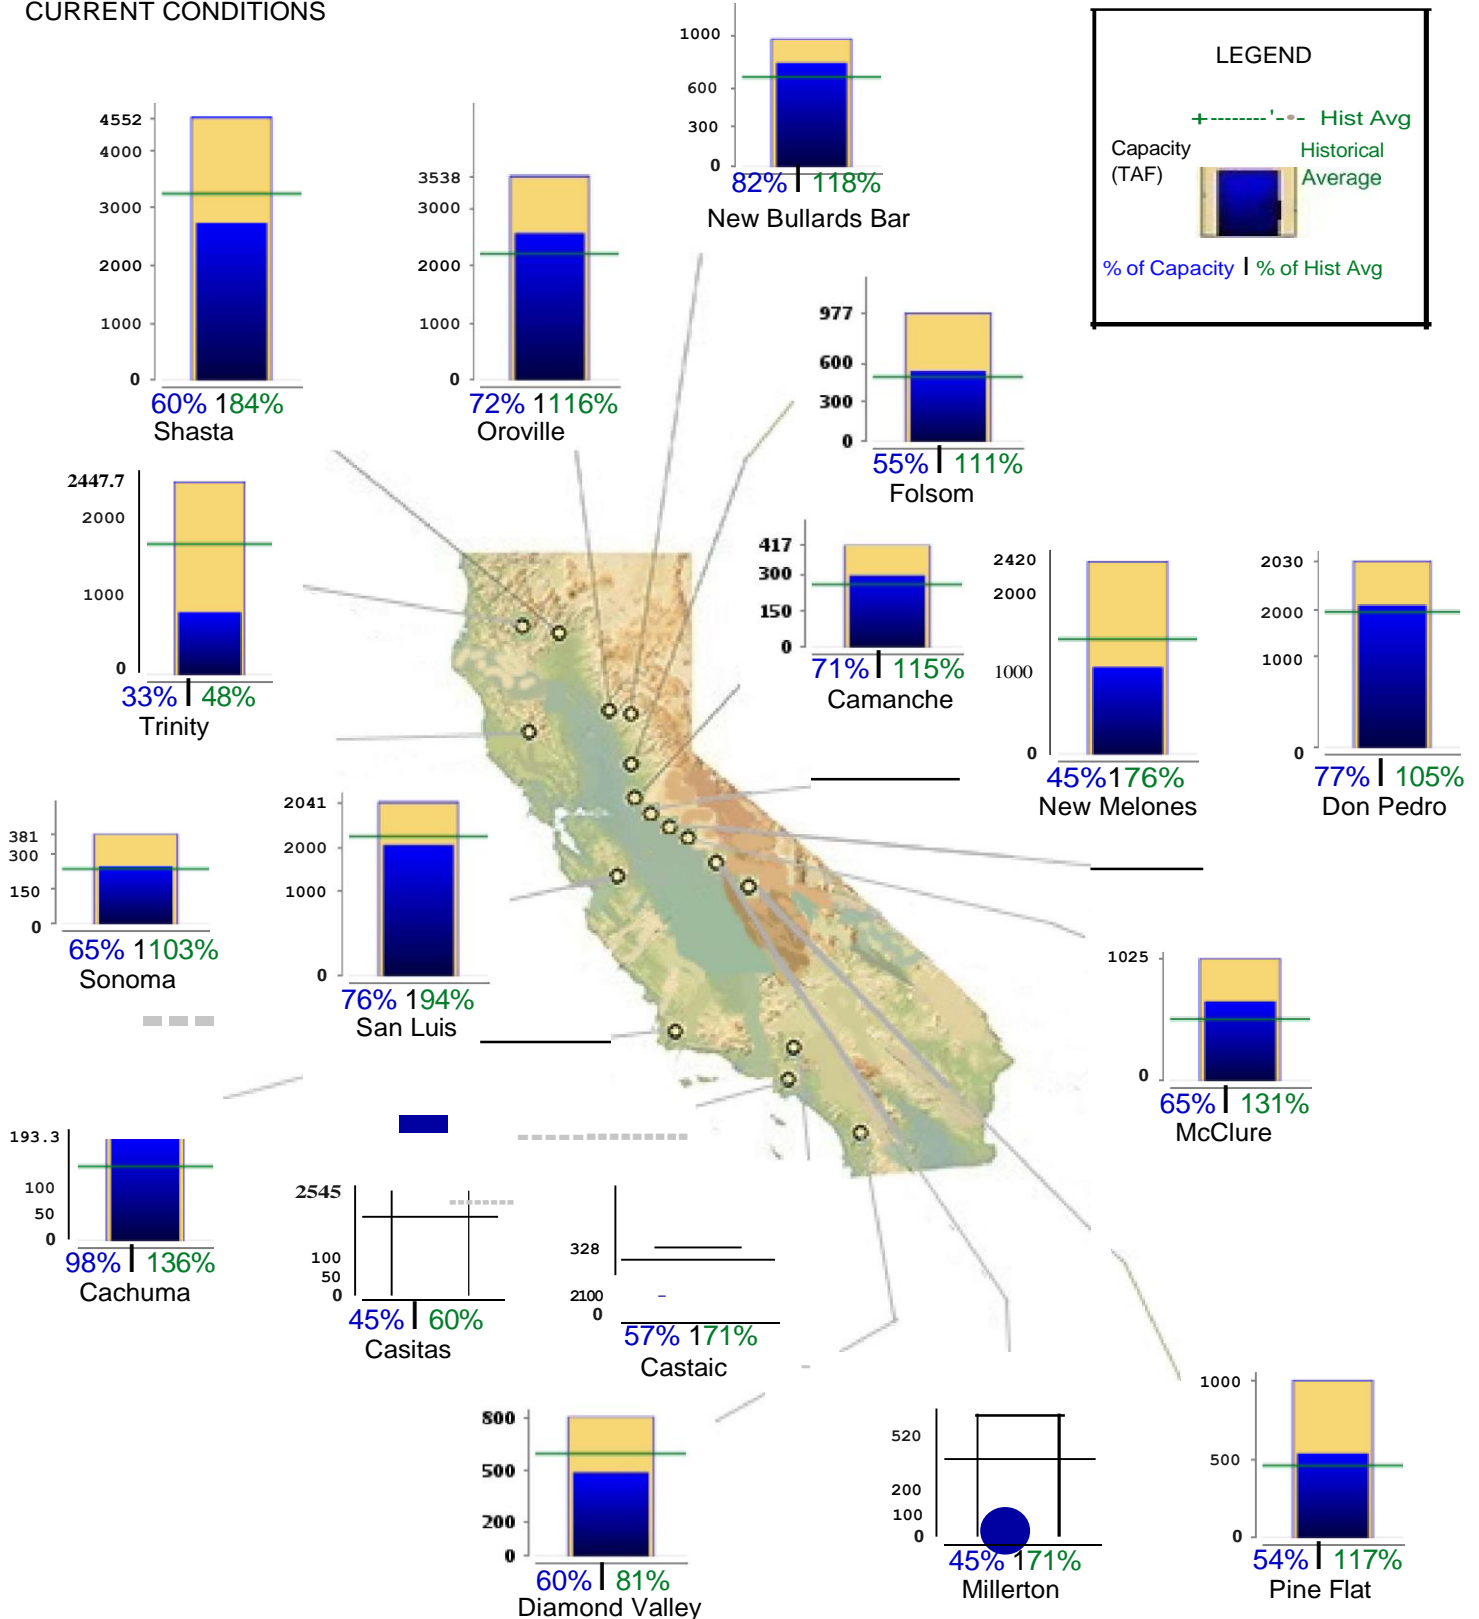 CURRENT CONDITIONS
1000
600
300
0
82% | 118%
New Bullards Bar
LEGEND
Hist Avg
Capacity
(TAF)
Historical
Average
% of Capacity | % of Hist Avg
4552
4000
3000
2000
1000
0
60% 184%
Shasta
3538
3000
2000
1000
0
72% 1116%
Oroville
977
600
300
0
55% | 111%
Folsom
2447.7
2000
1000
0
33% | 48%
Trinity
417
300
150
0
71% | 115%
Camanche
2420
2000
1000
0
45%176%
New Melones
2030
2000
1000
0
77% | 105%
Don Pedro
381
300
150
0
65% 1103%
Sonoma
2041
2000
1000
0
76% 194%
San Luis
1025
0
65% | 131%
McClure
193.3
100
50
0
98% | 136%
Cachuma
2545
100
50
0
45% | 60%
Casitas
328
2100
0
57% 171%
Castaic
800
500
200
0
60% | 81%
Diamond Valley
520
200
100
0
45% 171%
Millerton
1000
500
0
54% | 117%
Pine Flat